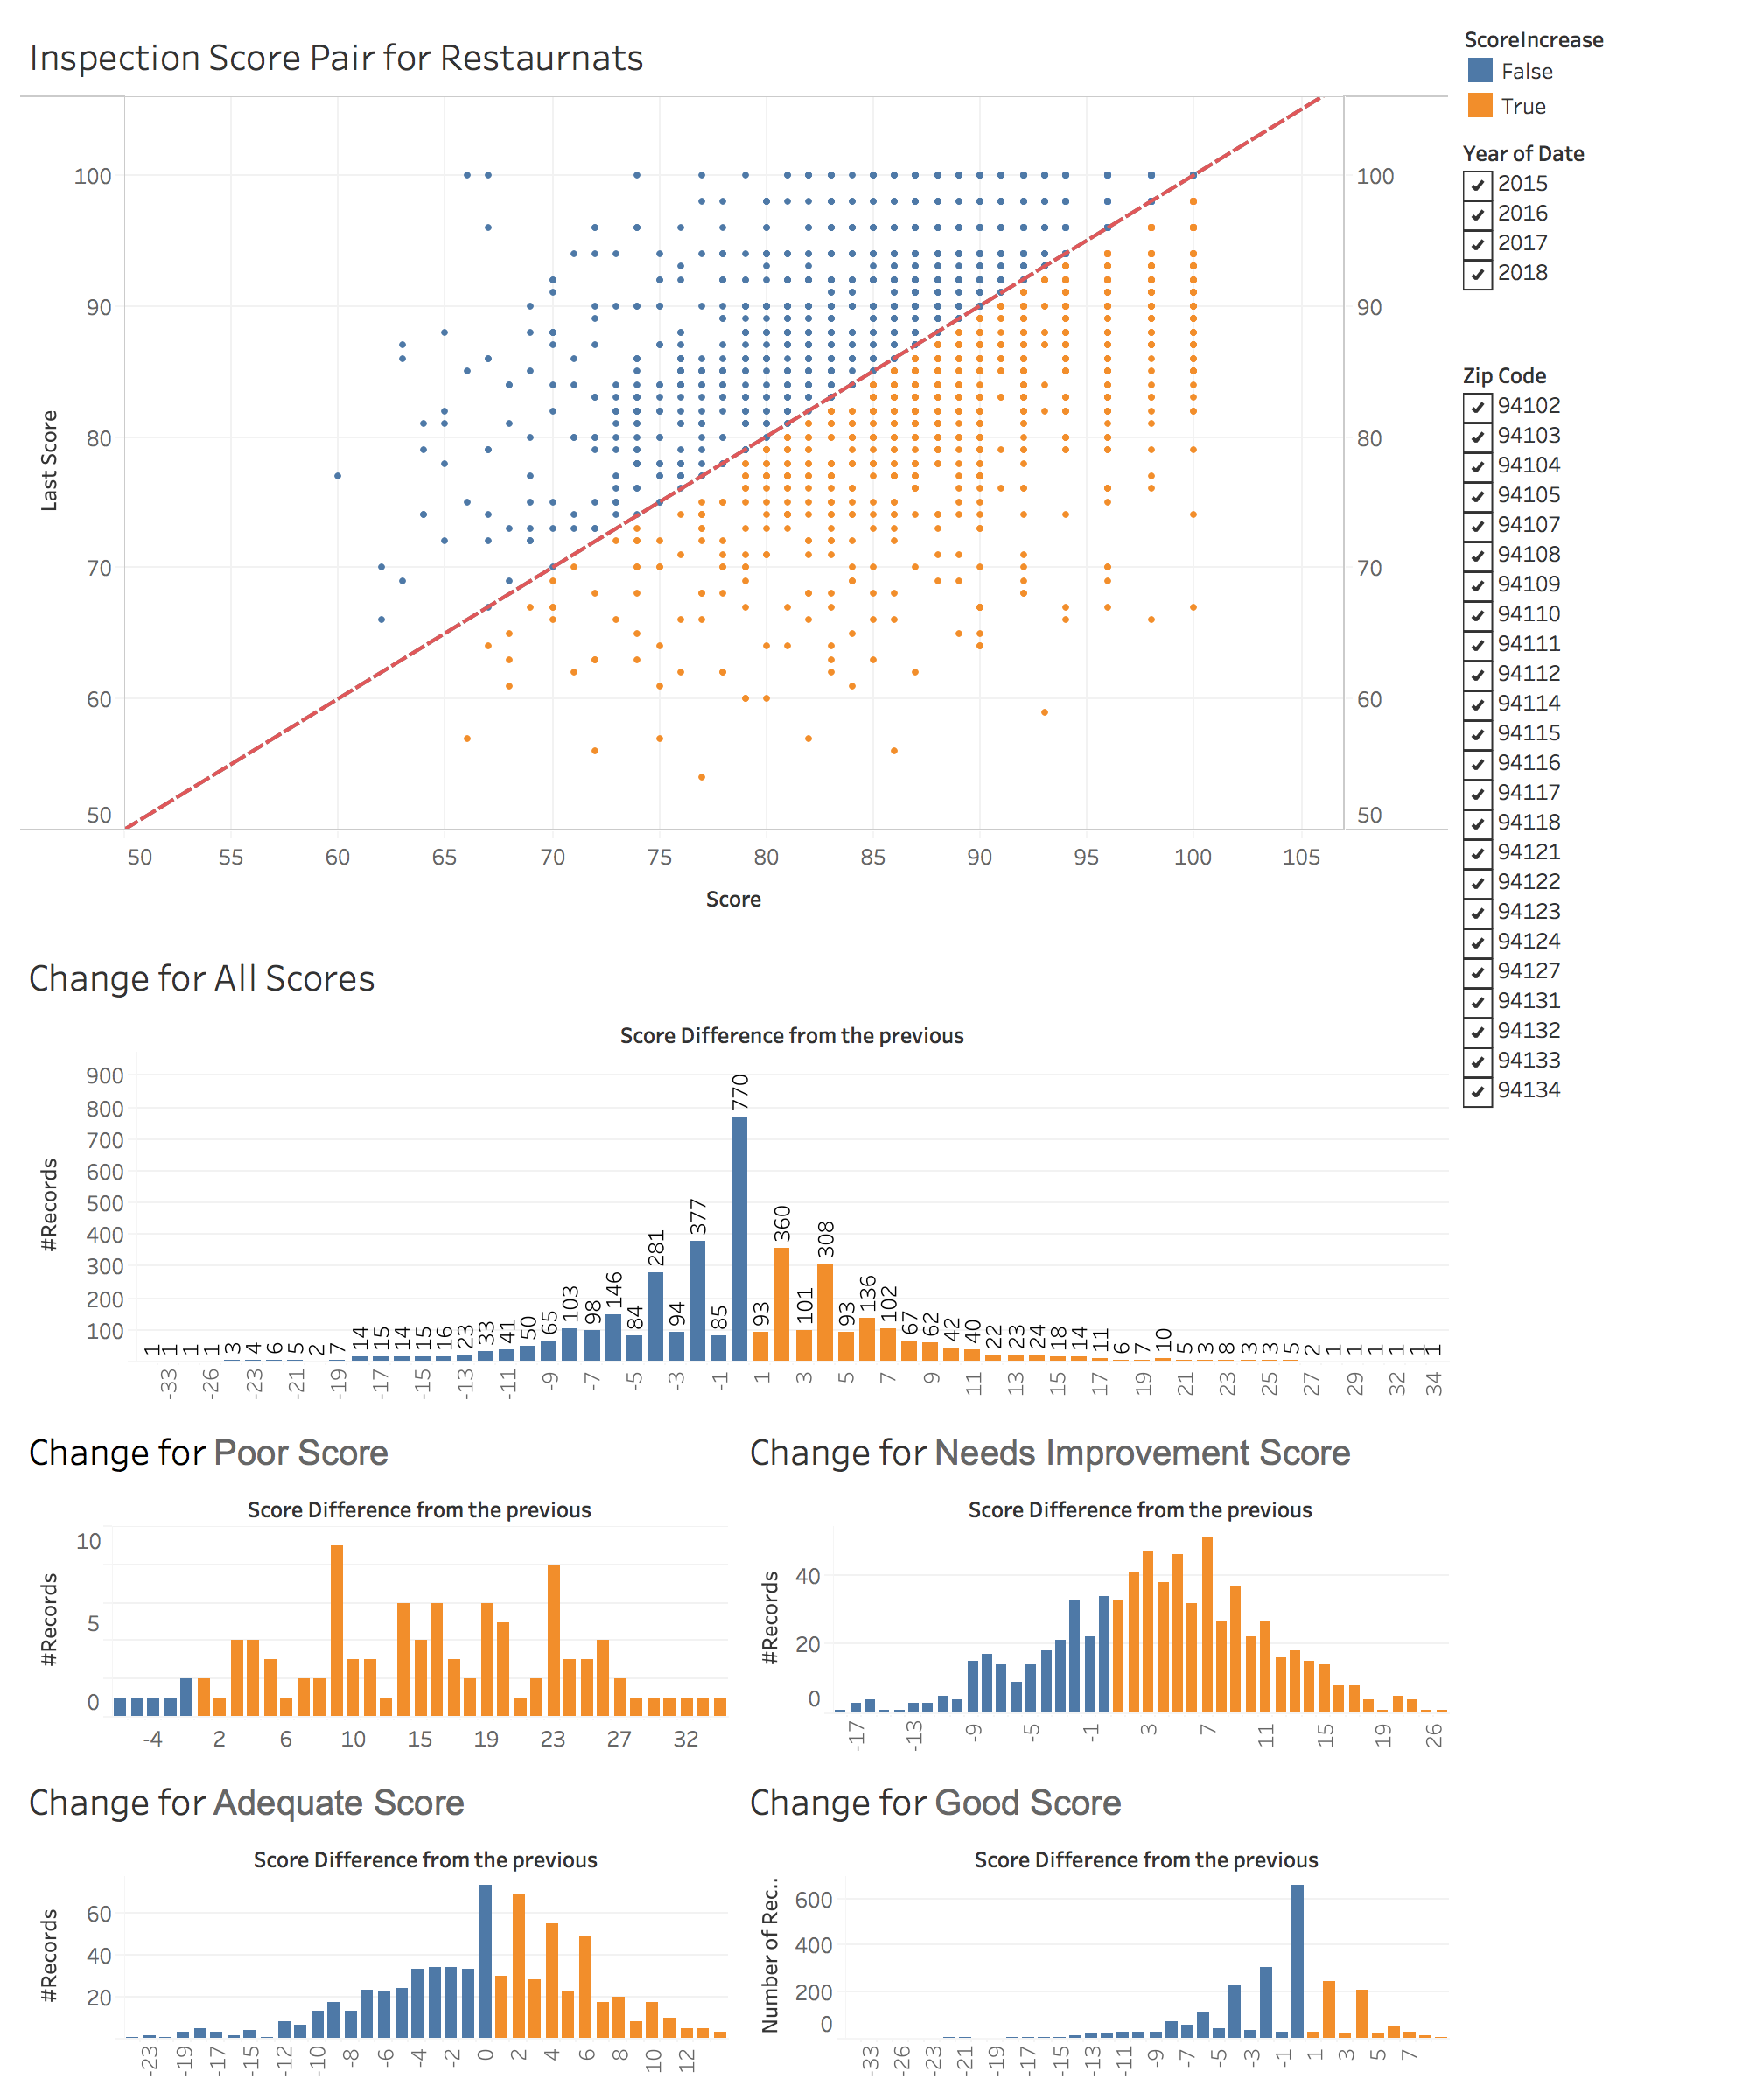 Inspection Score Pair for Restaurnats
ScoreIncrease
False
True
Year of Date
2015
2016
2017
2018
Zip Code
94102
94103
94104
94105
94107
94108
94109
94110
94111
94112
94114
94115
94116
94117
94118
94121
94122
94123
94124
94127
94131
94132
94133
94134
Last Score
100
90
80
70
60
50
100
90
80
70
60
50
50 55 60 65 70 75 80 85 90 95 100 105
Score
Change for All Scores
Score Difference from the previous
#Records
900
800
700
600
500
400
300
200
100
1 1 1 1 3 4 6 5 2 7 14 15 14 15 16 23 33 41 50 65 103 98 146 84 281 94 377 85 770 93 360 101 308 93 136 102 67 62 42 40 22 23 24 18 14 11 6 7 10 5 3 8 3 3 5 2 1 1 1 1 1 1
-33 -26 -23 -21 -19 -17 -15 -13 -11 -9 -7 -5 -3 -1 1 3 5 7 9 11 13 15 17 19 21 23 25 27 29 32 34
Change for Poor Score
Score Difference from the previous
#Records
10
5
0
-4 2 6 10 15 19 23 27 32
Change for Needs Improvement Score
Score Difference from the previous
#Records
40
20
0
-17 -13 -9 -5 -1 3 7 11 15 19 26
Change for Adequate Score
Score Difference from the previous
#Records
60
40
20
-23 -19 -17 -15 -12 -10 -8 -6 -4 -2 0 2 4 6 8 10 12
Change for Good Score
Score Difference from the previous
Number of Rec..
600
400
200
0
-33 -26 -23 -21 -19 -17 -15 -13 -11 -9 -7 -5 -3 -1 1 3 5 7